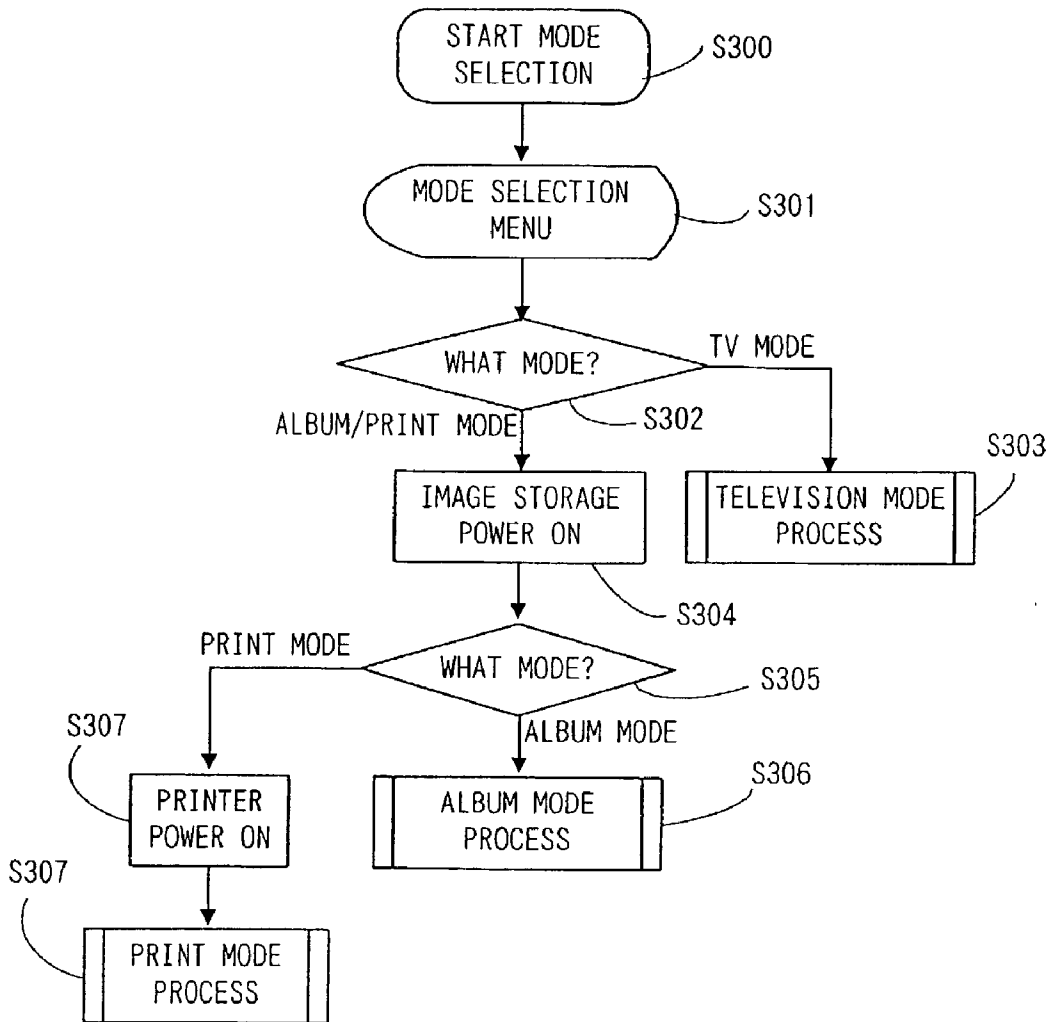 START MODE
SELECTION
S300
MODE SELECTION
MENU
S301
WHAT MODE?
TV MODE
S302
ALBUM/PRINT MODE
S303
IMAGE STORAGE
POWER ON
TELEVISION MODE
PROCESS
S304
PRINT MODE
WHAT MODE?
S305
ALBUM MODE
S307
PRINTER
POWER ON
ALBUM MODE
PROCESS
S306
S307
PRINT MODE
PROCESS